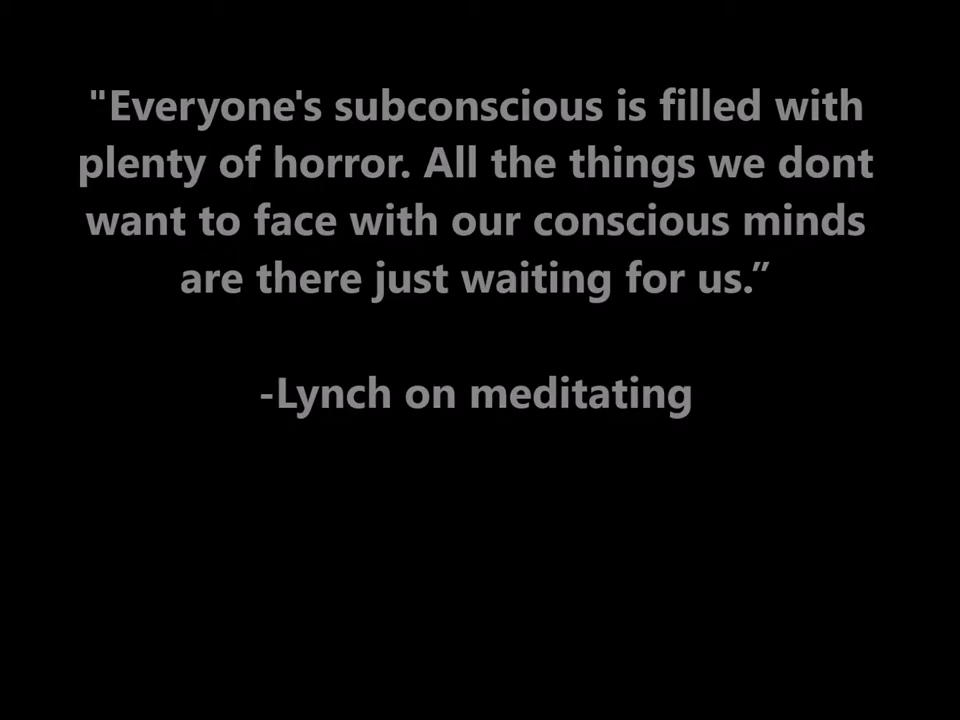 "Everyone's subconscious is filled with
plenty of horror. All the things we dont
want to face with our conscious minds
are there just waiting for us.”
-Lynch on meditating